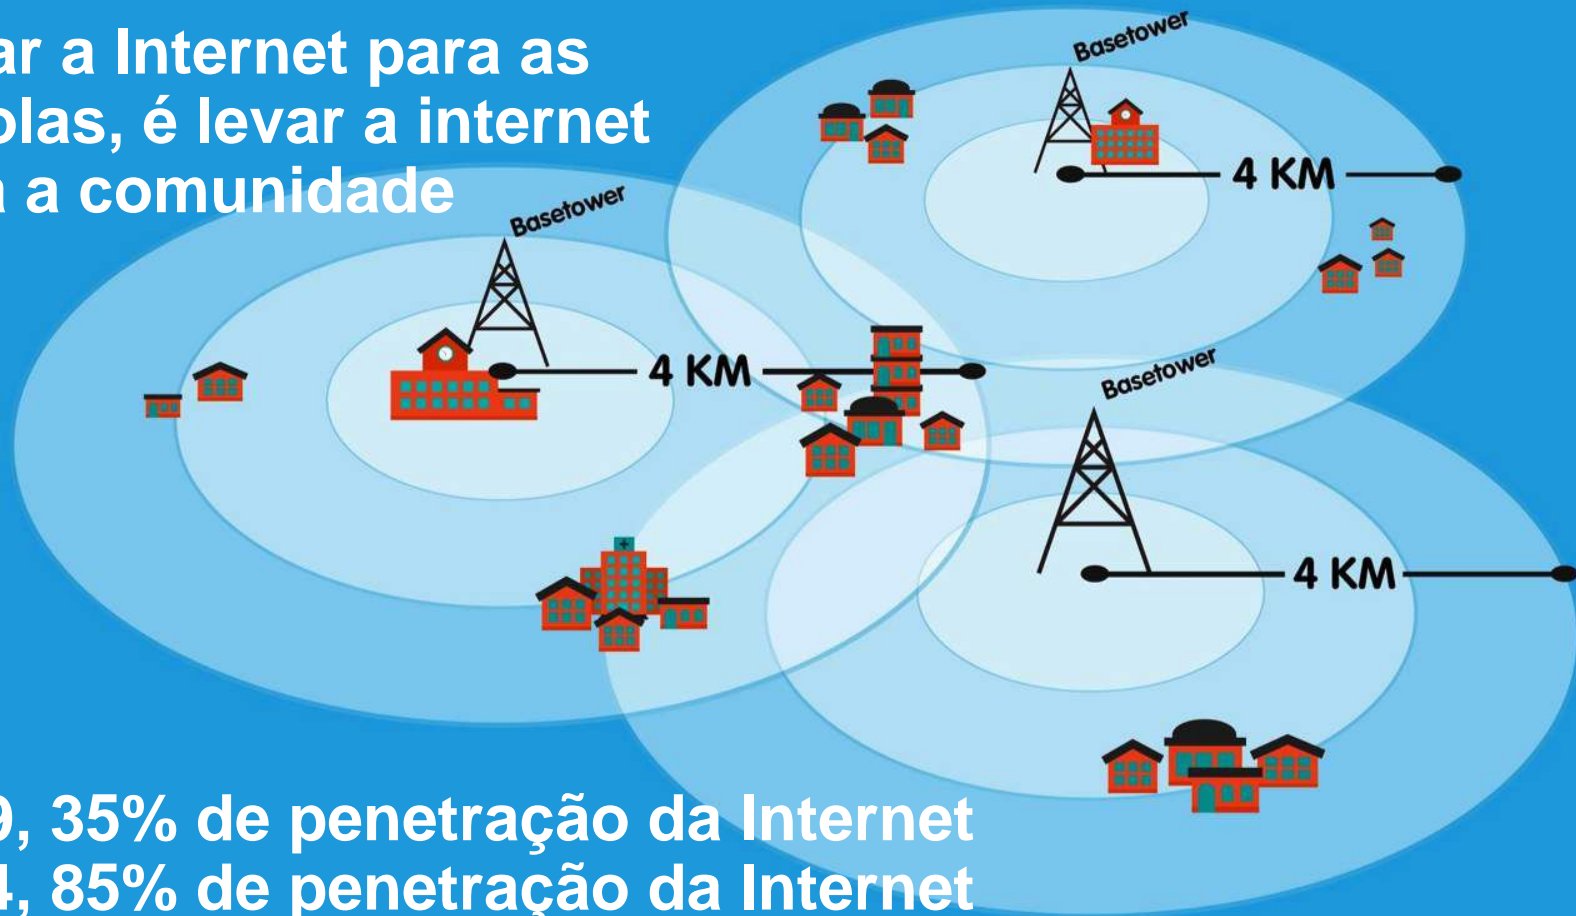 ar a Internet para as
olas, é levar a internet
a a comunidade
Basetower
4 KM
Basetower
4 KM
Basetower
4 KM
9, 35% de penetração da Internet
4, 85% de penetração da Internet